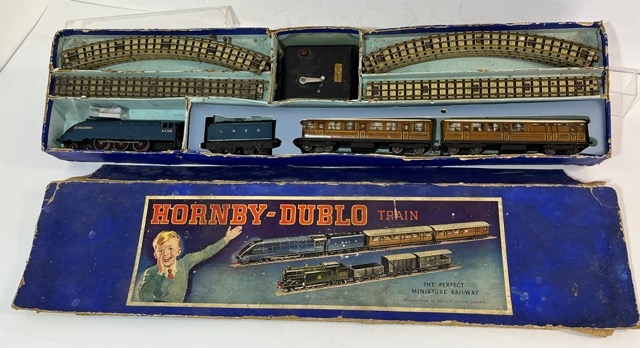 L N E R
HORNBY-DUBLO TRAIN
THE PERFECT
MINIATURE RAILWAY